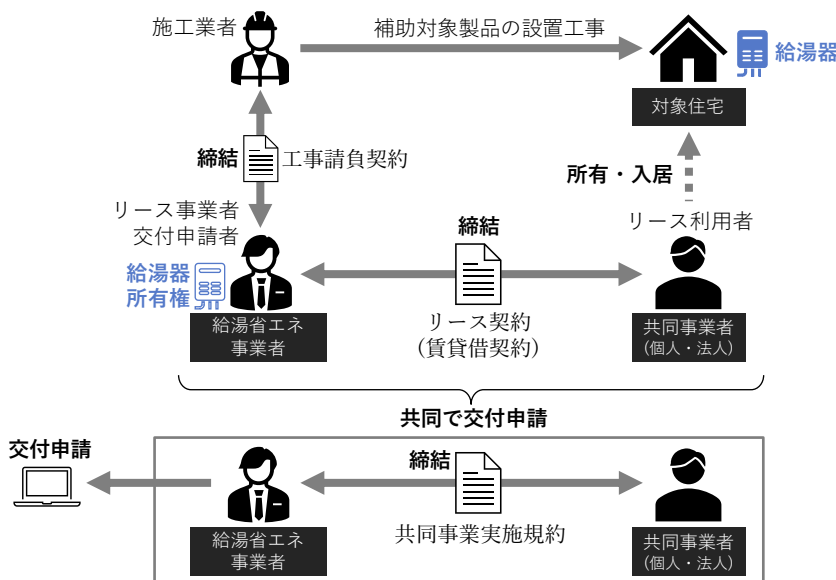 施工業者
補助対象製品の設置工事
給湯器
対象住宅
締結
工事請負契約
所有・入居
リース事業者
交付申請者
締結
リース利用者
給湯器
所有権
給湯省エネ
事業者
リース契約
(賃貸借契約)
共同事業者
(個人・法人)
共同で交付申請
交付申請
締結
給湯省エネ
事業者
共同事業実施規約
共同事業者
(個人・法人)